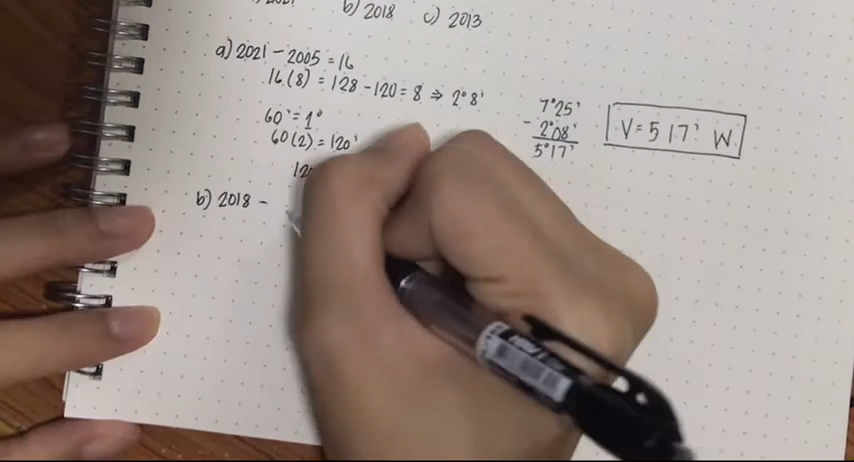 b) 2018 c) 2013
a) 2021 - 2005 = 16
16 (8) = 128 - 120 = 8 ⇒ 2°8'
60' = 1°
60 (2) = 120'
7°25'
- 2°08'
5°17'
V = 5 17' W
b) 2018 -